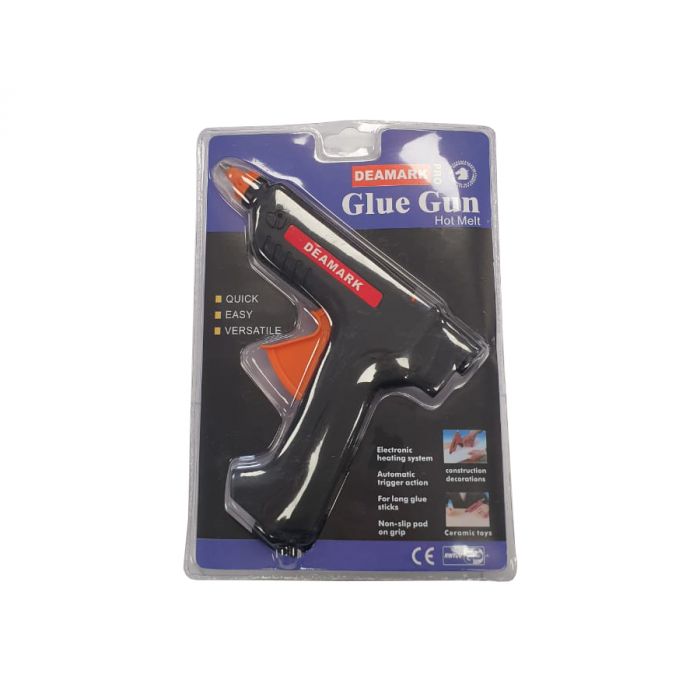 DEAMARK
PRO
Glue Gun
Hot Melt
DEAMARK
QUICK
EASY
VERSATILE
Electronic
heating system
Automatic
trigger action
For long glue
sticks
Non-slip pad
on grip
construction
decorations
Ceramic toys
CE